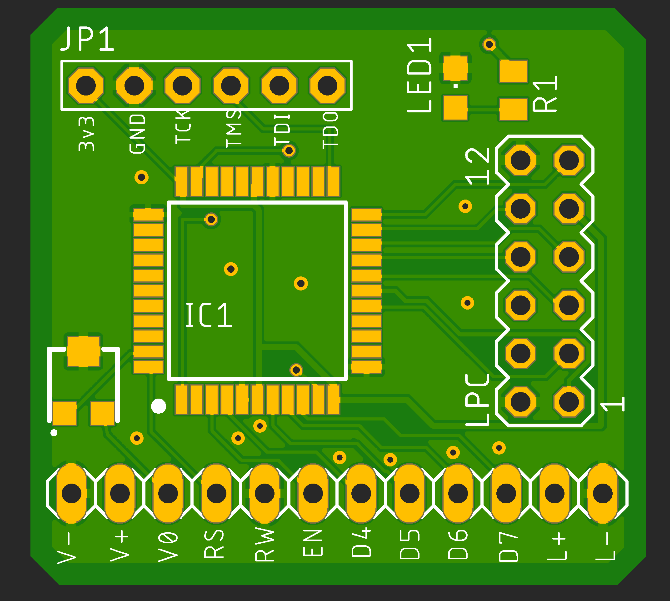 JP1
LED1
R1
3v3
GND
TCK
TMS
TDI
TDO
12
IC1
LPC
1
V-
V+
V0
RS
RW
EN
D4
D5
D6
D7
L+
L-